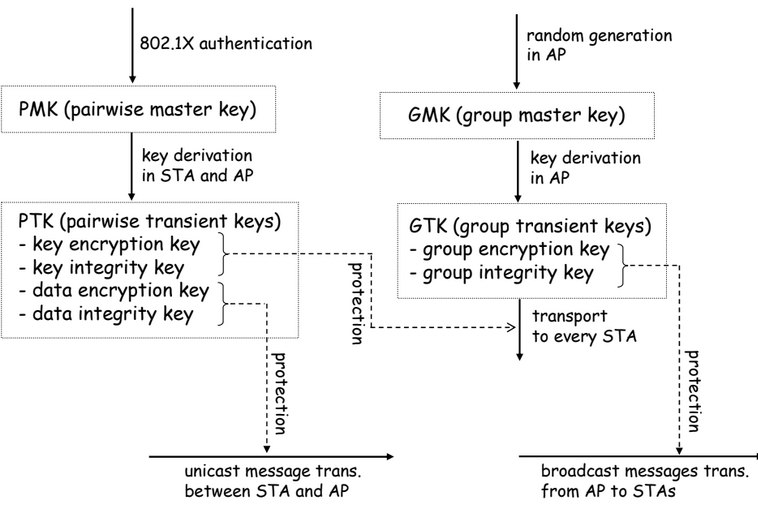 802.1X authentication
PMK (pairwise master key)
key derivation
in STA and AP
PTK (pairwise transient keys)
- key encryption key
- key integrity key
- data encryption key
- data integrity key
protection
protection
unicast message trans.
between STA and AP
random generation
in AP
GMK (group master key)
key derivation
in AP
GTK (group transient keys)
- group encryption key
- group integrity key
transport
to every STA
protection
broadcast messages trans.
from AP to STAs